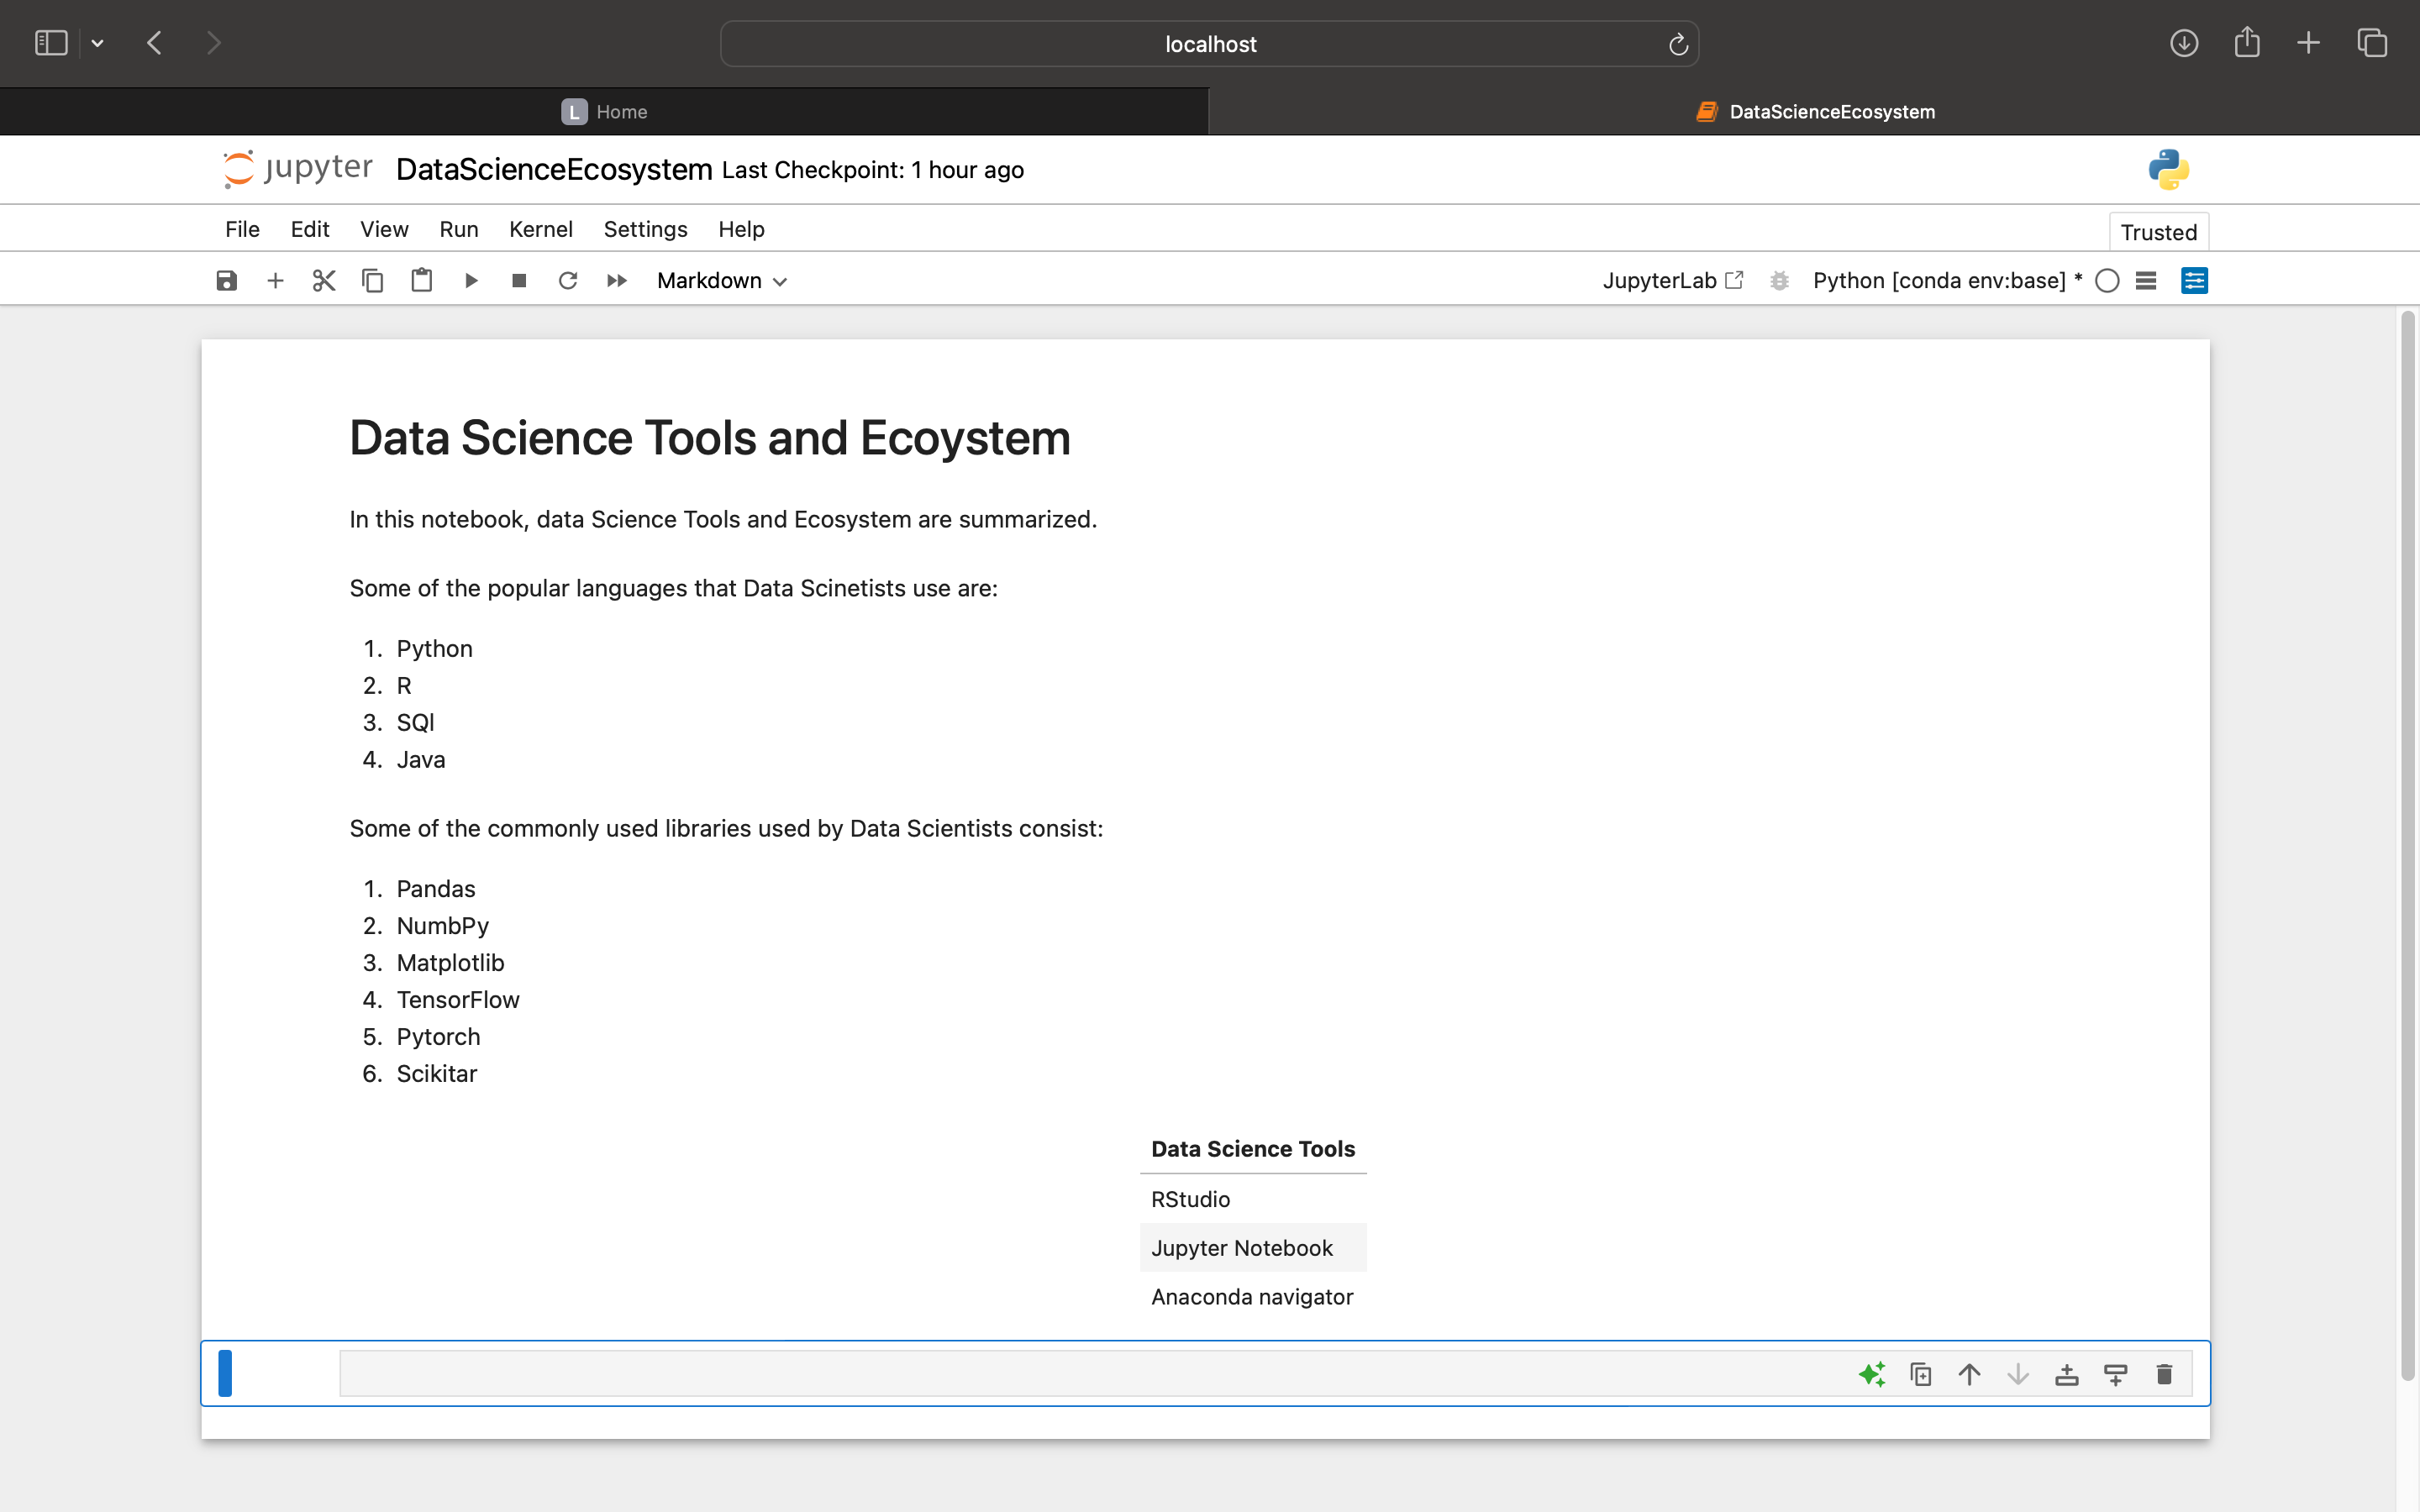 localhost
L Home
DataScienceEcosystem
jupyter DataScienceEcosystem Last Checkpoint: 1 hour ago
File Edit View Run Kernel Settings Help
Trusted
Markdown
JupyterLab Python [conda env:base] *
Data Science Tools and Ecoystem
In this notebook, data Science Tools and Ecosystem are summarized.
Some of the popular languages that Data Scinetists use are:
1. Python
2. R
3. SQl
4. Java
Some of the commonly used libraries used by Data Scientists consist:
1. Pandas
2. NumbPy
3. Matplotlib
4. TensorFlow
5. Pytorch
6. Scikitar
Data Science Tools
RStudio
Jupyter Notebook
Anaconda navigator